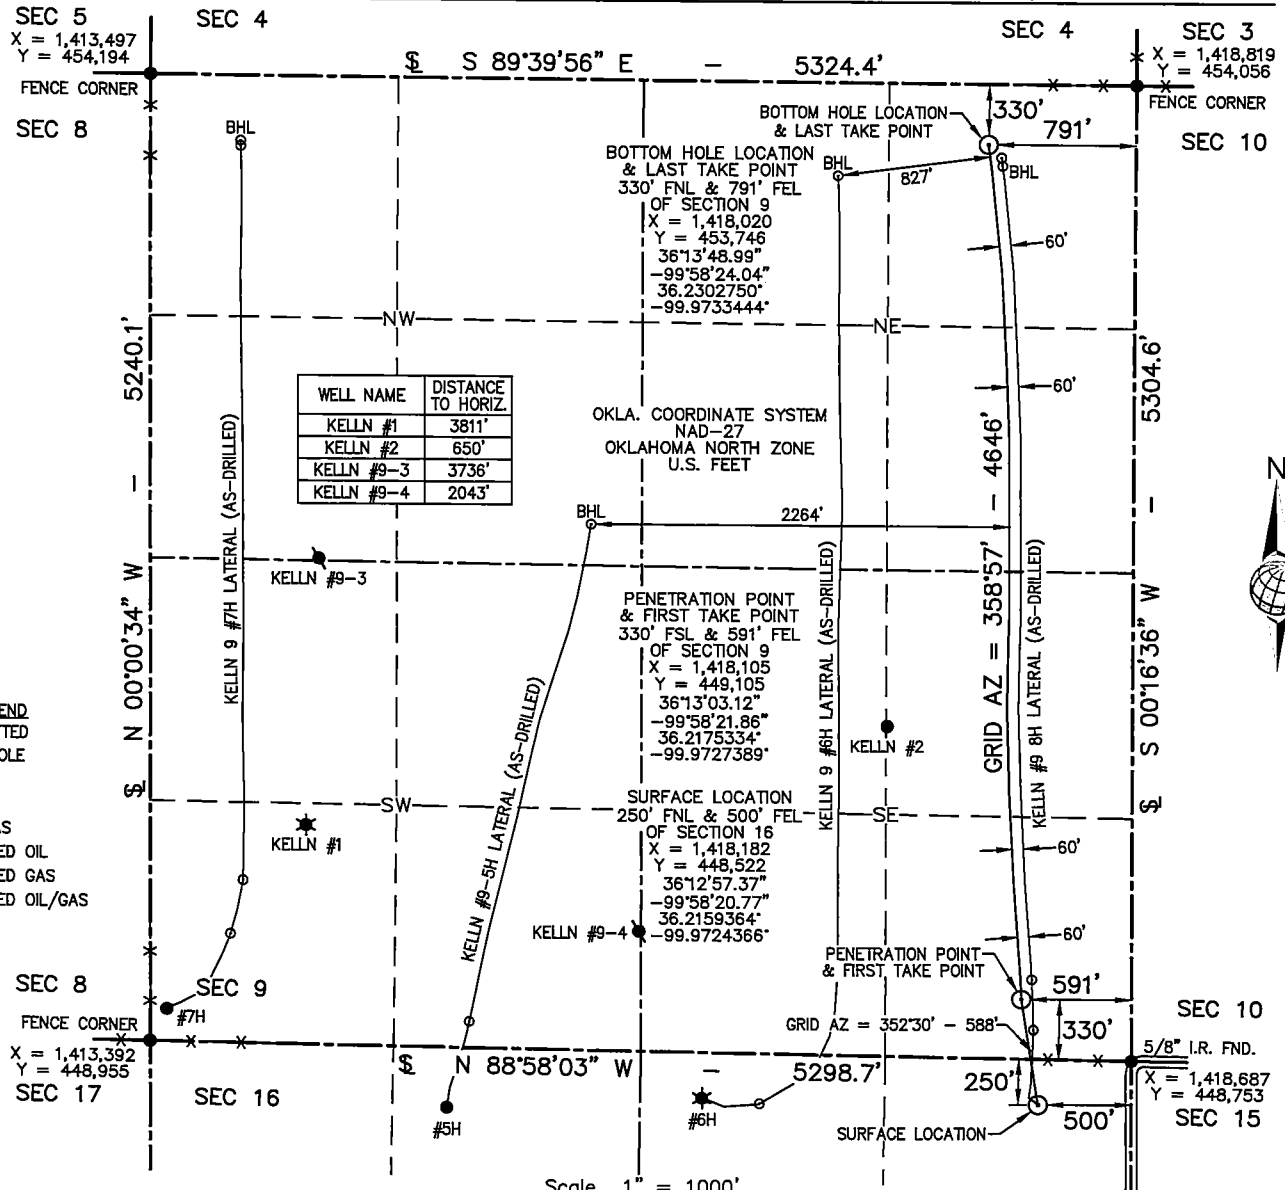 SEC 5
SEC 4
SEC 4
SEC 3
X = 1,413,497
Y = 454,194
S 89°39'56" E - 5324.4'
X = 1,418,819
Y = 454,056
FENCE CORNER
FENCE CORNER
SEC 8
SEC 10
BHL
BOTTOM HOLE LOCATION
& LAST TAKE POINT
330'
791'
BOTTOM HOLE LOCATION
& LAST TAKE POINT
330' FNL & 791' FEL
OF SECTION 9
X = 1,418,020
Y = 453,746
36°13'48.99"
-99°58'24.04"
36.2302750°
-99.9733444°
BHL
827'
BHL
60'
NW
NE
5240.1'
5304.6'
WELL NAME DISTANCE TO HORIZ.
KELLN #1 3811'
KELLN #2 650'
KELLN #9-3 3736'
KELLN #9-4 2043'
60'
OKLA. COORDINATE SYSTEM
NAD-27
OKLAHOMA NORTH ZONE
U.S. FEET
N
KELLN 9 #7H LATERAL (AS-DRILLED)
BHL
2264'
GRID AZ = 358°57' - 4646'
KELLN #9-3
N 00°00'34" W -
S 00°16'36" W -
PENETRATION POINT
& FIRST TAKE POINT
330' FSL & 591' FEL
OF SECTION 9
X = 1,418,105
Y = 449,105
36°13'03.12"
-99°58'21.86"
36.2175334°
-99.9727389°
KELLN 9 #6H LATERAL (AS-DRILLED)
KELLN #9 8H LATERAL (AS-DRILLED)
KELLN #9-5H LATERAL (AS-DRILLED)
KELLN #2
END
TED
OLE
AS
ED OIL
ED GAS
ED OIL/GAS
SW
SE
KELLN #1
SURFACE LOCATION
250' FNL & 500' FEL
OF SECTION 16
X = 1,418,182
Y = 448,522
36°12'57.37"
-99°58'20.77"
36.2159364°
-99.9724366°
60'
KELLN #9-4
60'
PENETRATION POINT
& FIRST TAKE POINT
591'
SEC 8
SEC 9
SEC 10
#7H
FENCE CORNER
GRID AZ = 352°30' - 588'
330'
5/8" I.R. FND.
X = 1,413,392
Y = 448,955
N 88°58'03" W - 5298.7'
250'
X = 1,418,687
Y = 448,753
SEC 17
SEC 16
#5H
#6H
500'
SEC 15
SURFACE LOCATION
Scale 1" = 1000'